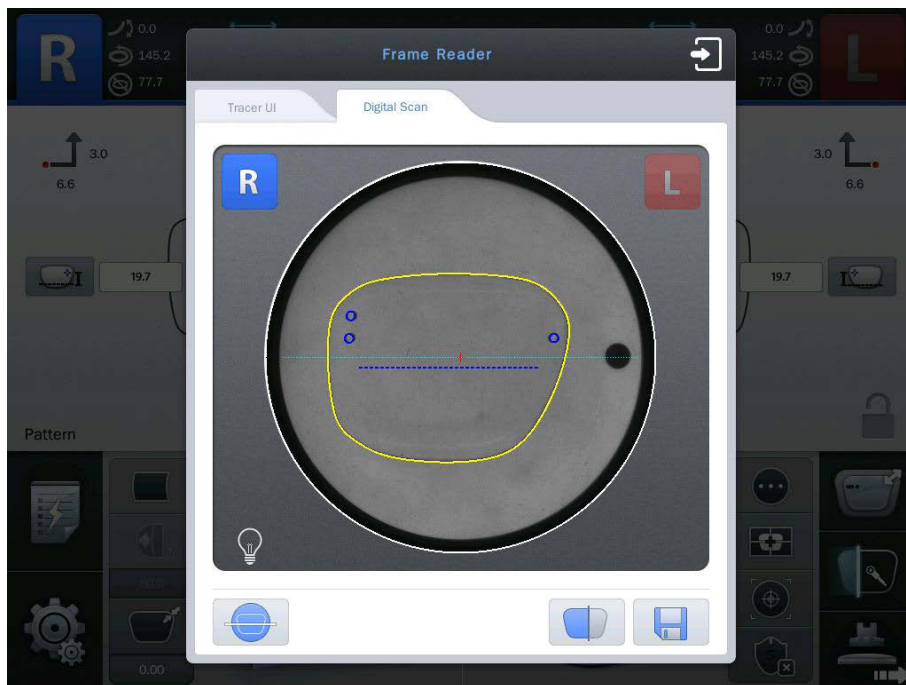 R
0.0
145.2
77.7
Frame Reader
0.0
145.2
77.7
L
Tracer UI
Digital Scan
R
L
3.0
6.6
3.0
6.6
19.7
19.7
Pattern
0.00